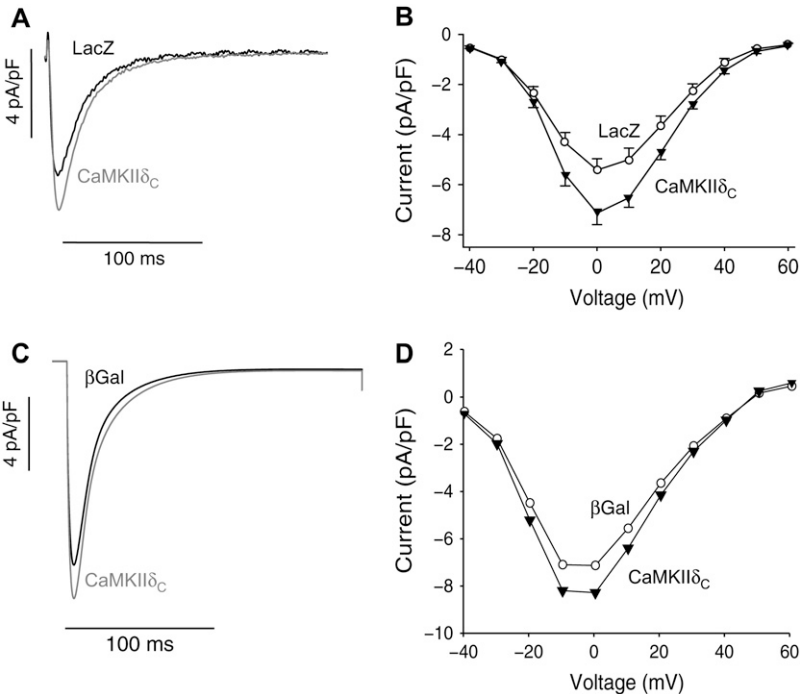 A
LacZ
4 pA/pF
CaMKIIδC
100 ms
B
0
−2
−4
−6
−8
Current (pA/pF)
LacZ
CaMKIIδC
−40 −20 0 20 40 60
Voltage (mV)
C
βGal
4 pA/pF
CaMKIIδC
100 ms
D
2
0
−2
−4
−6
−8
−10
Current (pA/pF)
βGal
CaMKIIδC
−40 −20 0 20 40 60
Voltage (mV)